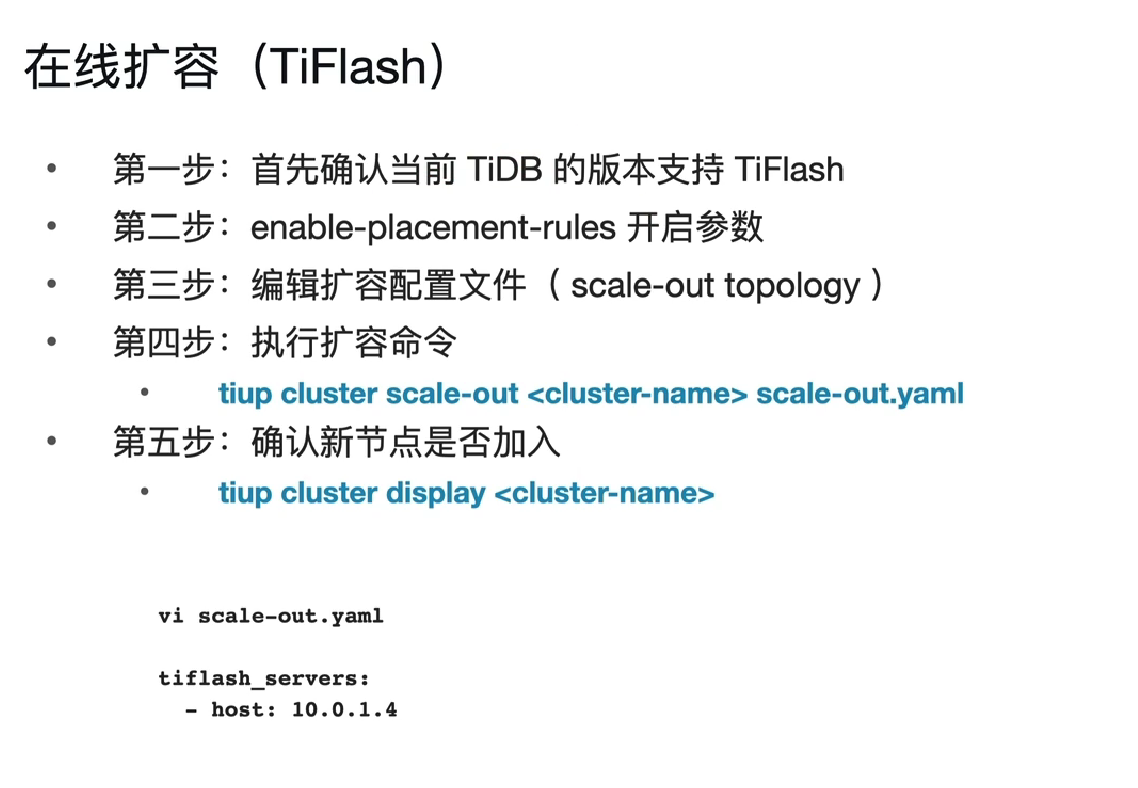 在线扩容（TiFlash）
• 第一步：首先确认当前 TiDB 的版本支持 TiFlash
• 第二步：enable-placement-rules 开启参数
• 第三步：编辑扩容配置文件（ scale-out topology ）
• 第四步：执行扩容命令
• tiup cluster scale-out <cluster-name> scale-out.yaml
• 第五步：确认新节点是否加入
• tiup cluster display <cluster-name>
vi scale-out.yaml
tiflash_servers:
- host: 10.0.1.4